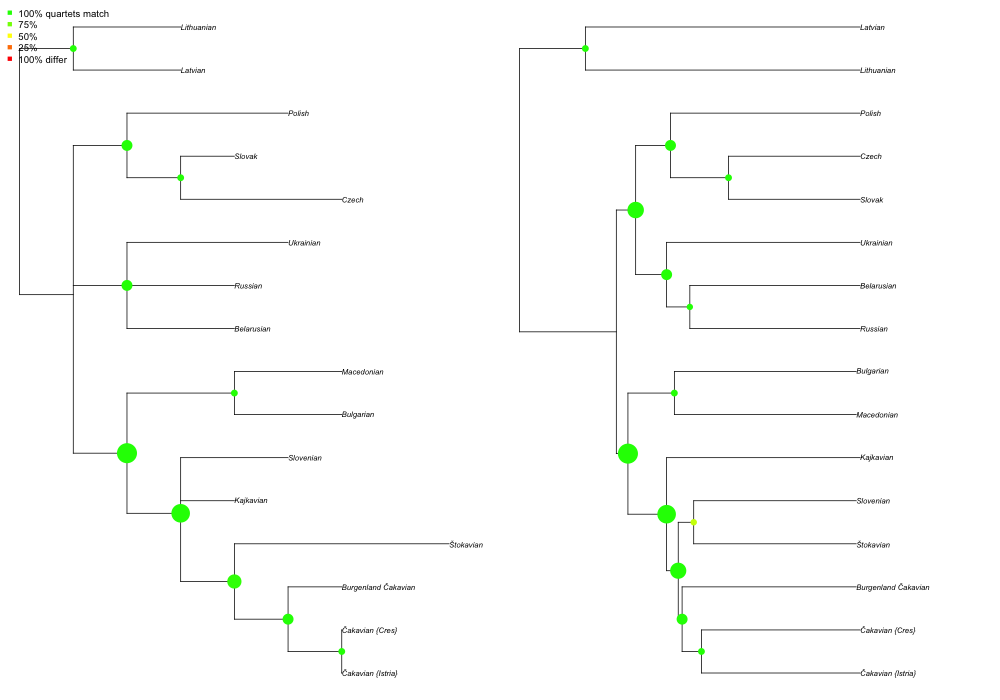 100% quartets match
75%
50%
25%
100% differ
Lithuanian
Latvian
Polish
Slovak
Czech
Ukrainian
Russian
Belarusian
Macedonian
Bulgarian
Slovenian
Kajkavian
Štokavian
Burgenland Čakavian
Čakavian (Cres)
Čakavian (Istria)
Latvian
Lithuanian
Polish
Czech
Slovak
Ukrainian
Belarusian
Russian
Bulgarian
Macedonian
Kajkavian
Slovenian
Štokavian
Burgenland Čakavian
Čakavian (Cres)
Čakavian (Istria)